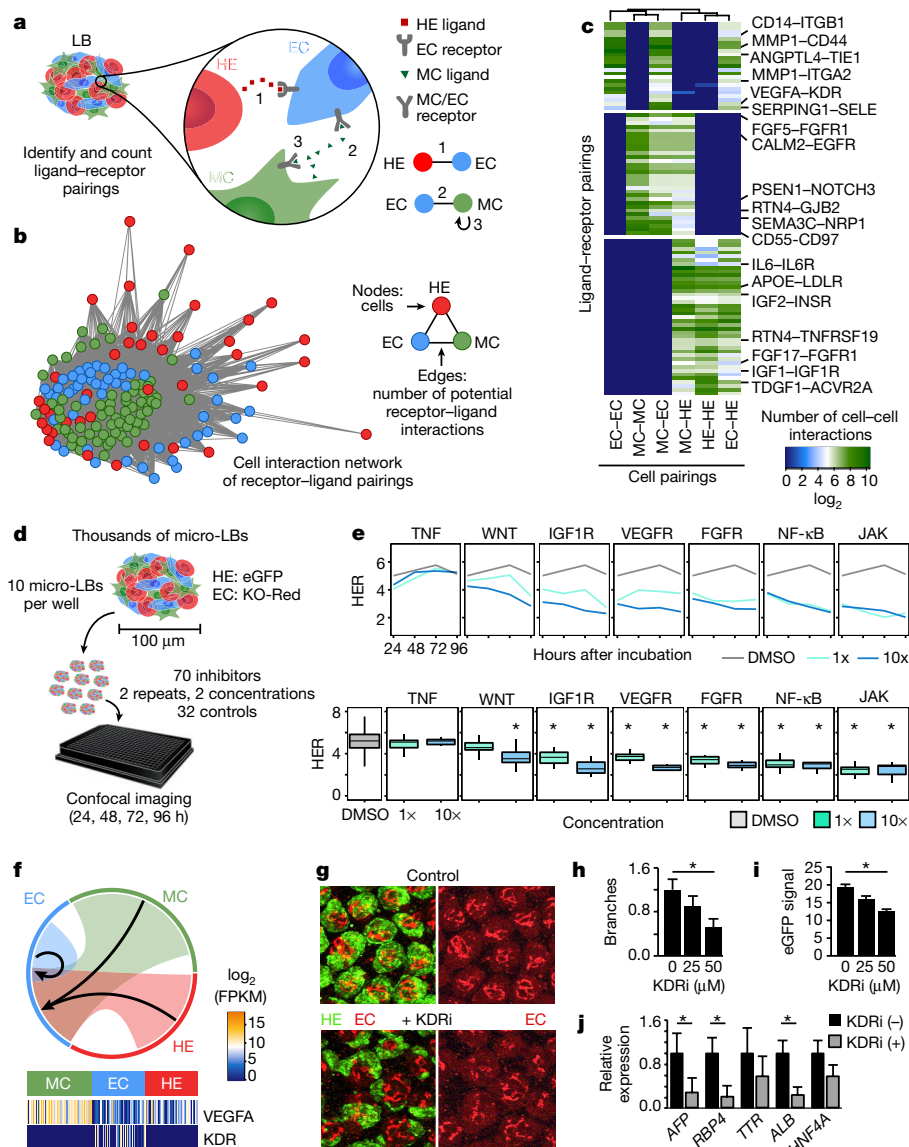 a
LB
Identify and count
ligand–receptor
pairings
HE
EC
MC
1
2
3
HE ligand
EC receptor
MC ligand
MC/EC
receptor
HE 1 EC
EC 2 MC
3
b
Nodes:
cells
HE
EC
MC
Edges:
number of potential
receptor–ligand
interactions
Cell interaction network
of receptor–ligand pairings
c
Ligand–receptor pairings
CD14–ITGB1
MMP1–CD44
ANGPTL4–TIE1
MMP1–ITGA2
VEGFA–KDR
SERPING1–SELE
FGF5–FGFR1
CALM2–EGFR
PSEN1–NOTCH3
RTN4–GJB2
SEMA3C–NRP1
CD55-CD97
IL6–IL6R
APOE–LDLR
IGF2–INSR
RTN4–TNFRSF19
FGF17–FGFR1
IGF1–IGF1R
TDGF1–ACVR2A
EC–EC
MC–MC
MC–EC
MC–HE
HE–HE
EC–HE
Cell pairings
Number of cell–cell
interactions
0 2 4 6 8 10
log2
d
Thousands of micro-LBs
10 micro-LBs
per well
HE: eGFP
EC: KO-Red
100 μm
70 inhibitors
2 repeats, 2 concentrations
32 controls
Confocal imaging
(24, 48, 72, 96 h)
e
TNF WNT IGF1R VEGFR FGFR NF-κB JAK
HER
6
4
2
24 48 72 96
Hours after incubation
DMSO 1x 10x
TNF WNT IGF1R VEGFR FGFR NF-κB JAK
HER
8
4
0
* * * * * * * * * * *
DMSO 1× 10×
Concentration
DMSO 1× 10×
f
EC
MC
HE
log2
(FPKM)
15
10
5
0
MC EC HE
VEGFA
KDR
g
Control
HE EC + KDRi EC
h
Branches
1.6
0.8
0
*
0 25 50
KDRi (μM)
i
eGFP signal
25
20
15
10
5
0
*
0 25 50
KDRi (μM)
j
Relative
expression
1.6
0.8
0
* * *
KDRi (–)
KDRi (+)
AFP
RBP4
TTR
ALB
HNF4A